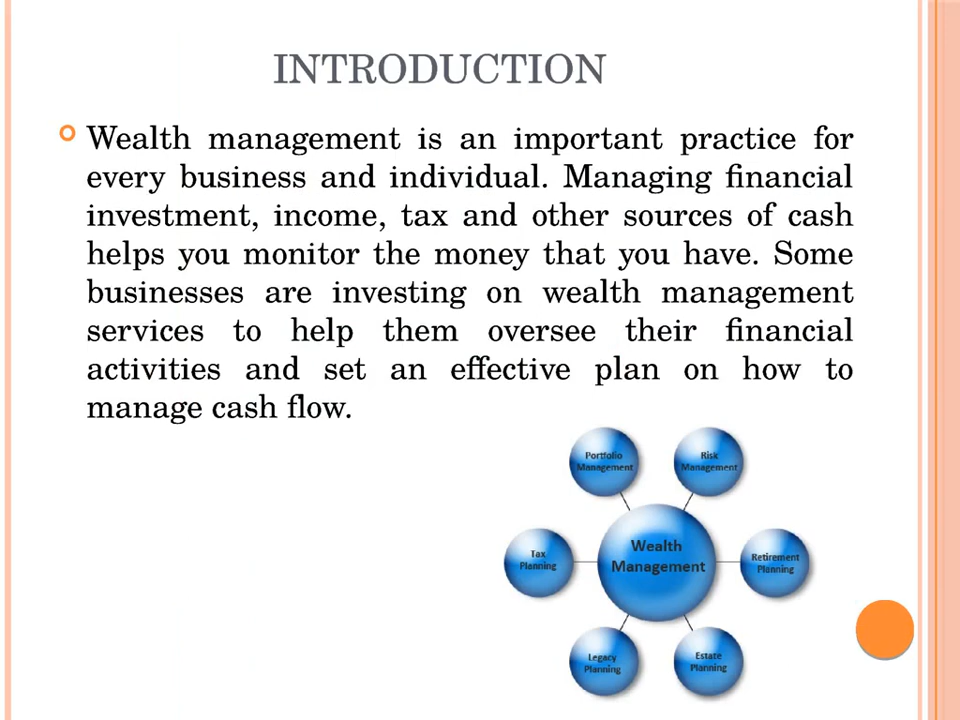 INTRODUCTION
Wealth management is an important practice for
every business and individual. Managing financial
investment, income, tax and other sources of cash
helps you monitor the money that you have. Some
businesses are investing on wealth management
services to help them oversee their financial
activities and set an effective plan on how to
manage cash flow.
Portfolio
Management
Risk
Management
Tax
Planning
Wealth
Management
Retirement
Planning
Legacy
Planning
Estate
Planning